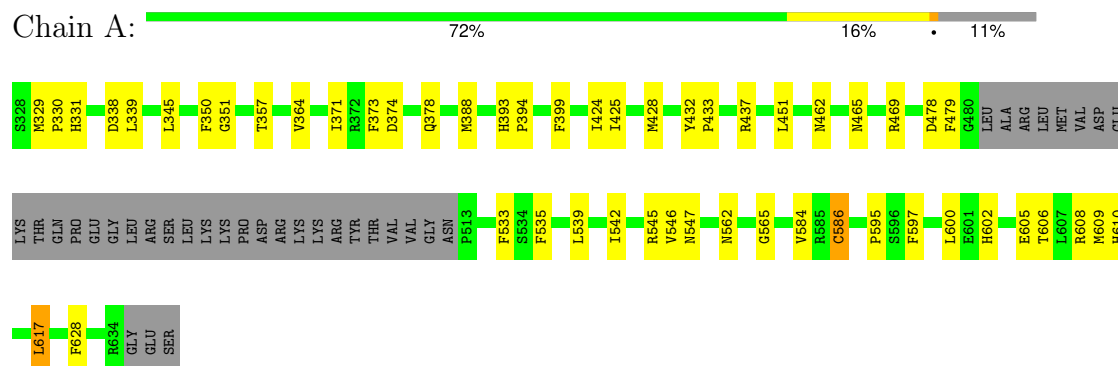 Chain A:
72% 16% • 11%
S328 M329 P330 H331 D338 L339 L345 F350 G351 T357 V364 I371 R372 F373 D374 Q378 M388 H393 P394 F399 I424 I425 M428 Y432 P433 R437 L451 N462 N465 R469 D478 F479 G480 LEU ALA ARG LEU MET VAL ASP GLU
LYS THR GLN PRO GLU GLY LEU ARG SER LEU LYS LYS PRO ASP ARG LYS LYS ARG TYR THR VAL VAL GLY ASN P513 F533 S534 F535 L539 I542 R545 V546 N547 N562 G565 V584 R585 C586 P595 S596 F597 L600 E601 H602 E605 T606 L607 R608 M609 H610
L617 F628 R634 GLY GLU SER